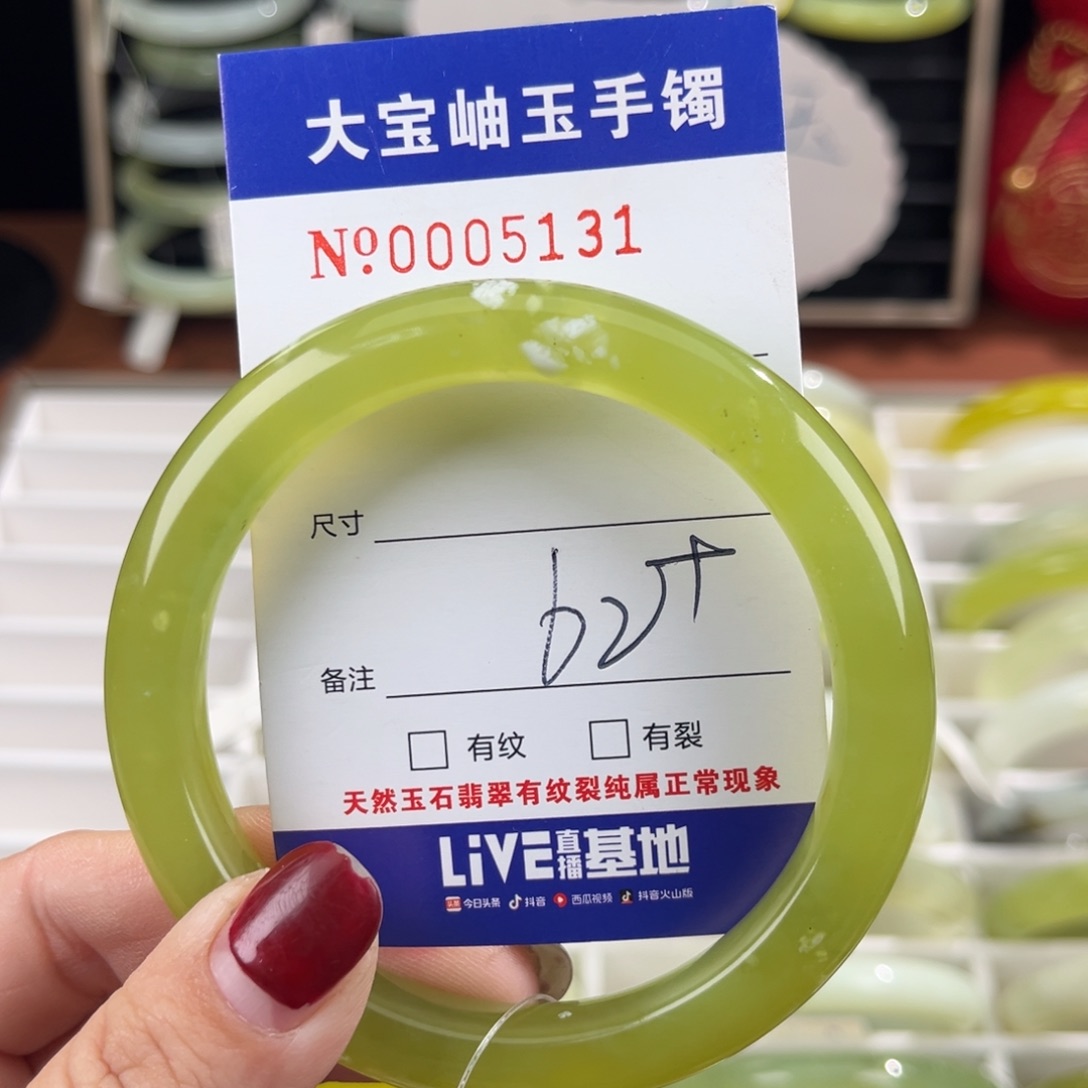 大宝岫玉手镯
№0005131
尺寸
62+
备注
有纹 有裂
天然玉石翡翠有纹裂纯属正常现象
LiVE直播基地
头条 今日头条 抖音 西瓜视频 抖音火山版